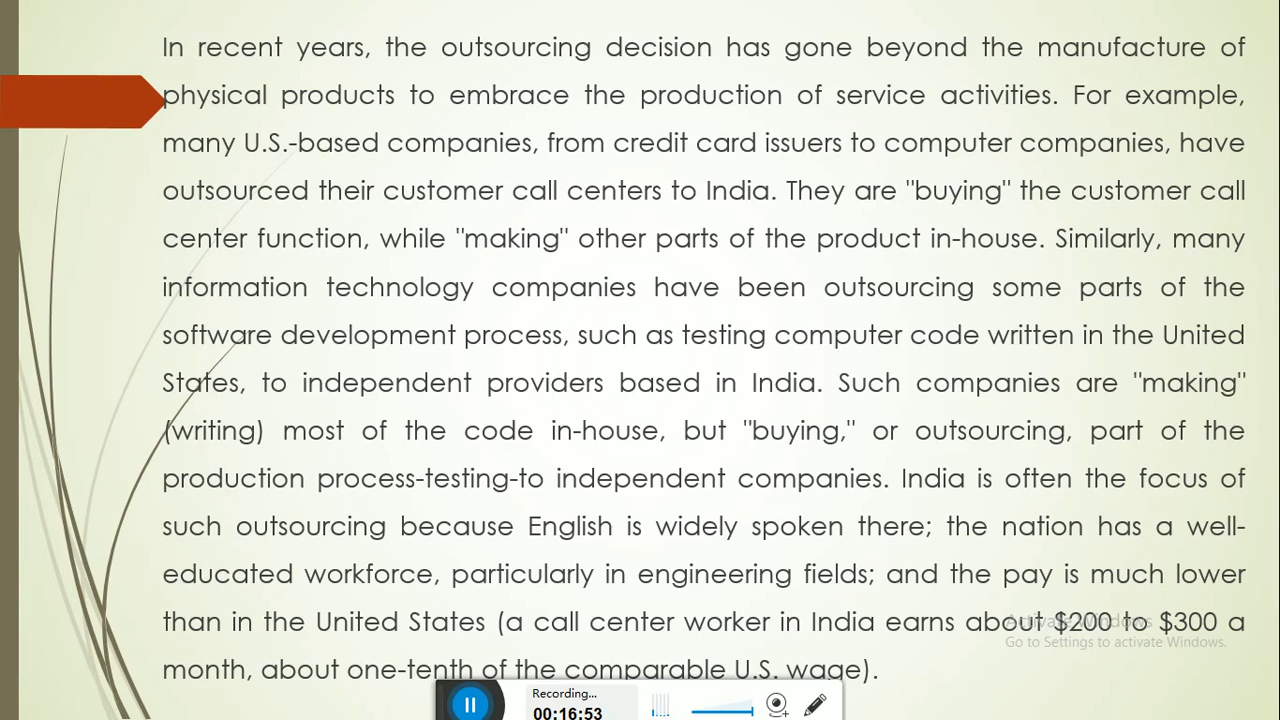 In recent years, the outsourcing decision has gone beyond the manufacture of
physical products to embrace the production of service activities. For example,
many U.S.-based companies, from credit card issuers to computer companies, have
outsourced their customer call centers to India. They are "buying" the customer call
center function, while "making" other parts of the product in-house. Similarly, many
information technology companies have been outsourcing some parts of the
software development process, such as testing computer code written in the United
States, to independent providers based in India. Such companies are "making"
(writing) most of the code in-house, but "buying," or outsourcing, part of the
production process-testing-to independent companies. India is often the focus of
such outsourcing because English is widely spoken there; the nation has a well-
educated workforce, particularly in engineering fields; and the pay is much lower
than in the United States (a call center worker in India earns about $200 to $300 a
month, about one-tenth of the comparable U.S. wage).
Activate Windows
Go to Settings to activate Windows.
Recording...
00:16:53